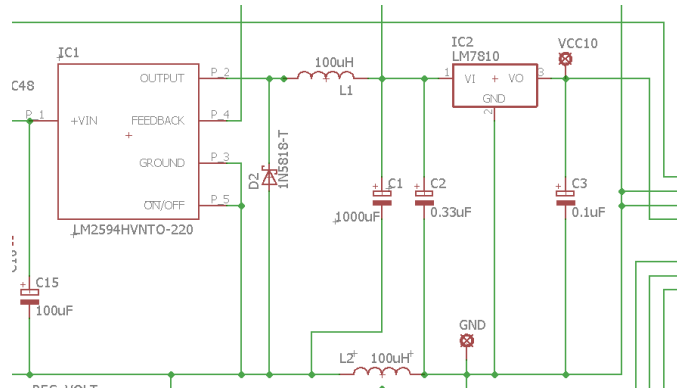 IC1
IC2
LM7810
VCC10
C48
OUTPUT
P_2
100uH
L1
1
VI
VO
3
GND
2
P_1
+VIN
FEEDBACK
P_4
GROUND
P_3
D2
1N5818-T
C1
1000uF
C2
0.33uF
C3
0.1uF
ON/OFF
P_5
LM2594HVNTO-220
C15
100uF
GND
L2
100uH